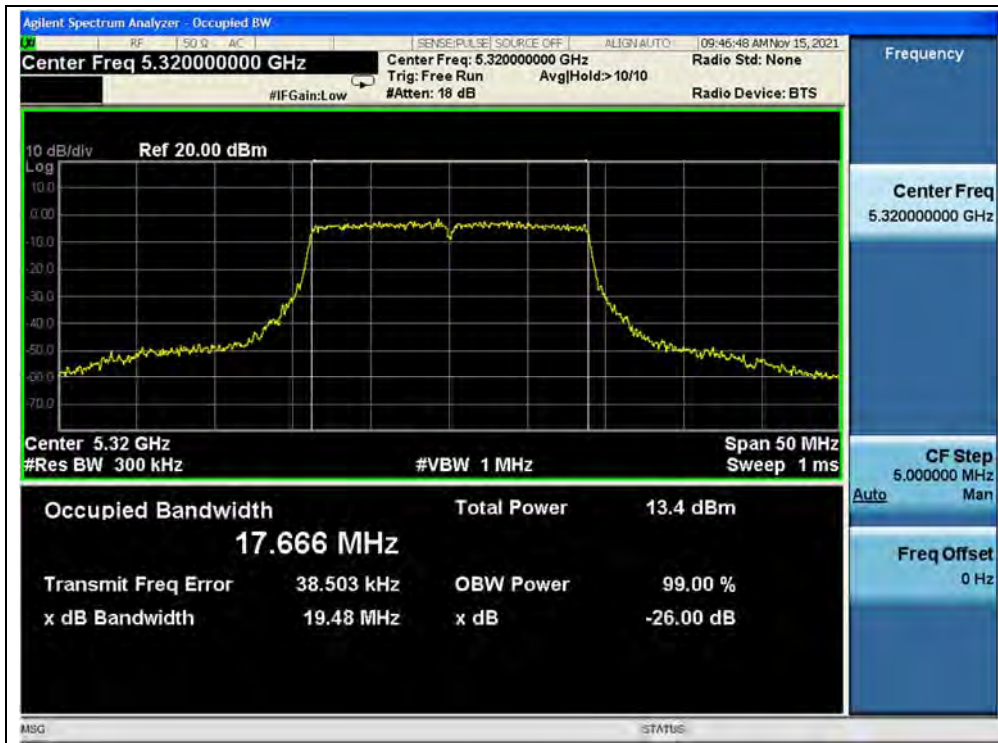 Agilent Spectrum Analyzer - Occupied BW
LXI RF 50 Ω AC SENSE:PULSE SOURCE OFF ALIGN AUTO 09:46:48 AM Nov 15, 2021
Center Freq 5.320000000 GHz
Center Freq: 5.320000000 GHz
Radio Std: None
Trig: Free Run Avg|Hold:> 10/10
#IFGain:Low
#Atten: 18 dB
Radio Device: BTS
10 dB/div Ref 20.00 dBm
Log
10.0
0.00
-10.0
-20.0
-30.0
-40.0
-50.0
-60.0
-70.0
Center 5.32 GHz Span 50 MHz
#Res BW 300 kHz #VBW 1 MHz Sweep 1 ms
Occupied Bandwidth Total Power 13.4 dBm
17.666 MHz
Transmit Freq Error 38.503 kHz OBW Power 99.00 %
x dB Bandwidth 19.48 MHz x dB -26.00 dB
MSG STATUS
Frequency
Center Freq
5.320000000 GHz
CF Step
5.000000 MHz
Auto Man
Freq Offset
0 Hz